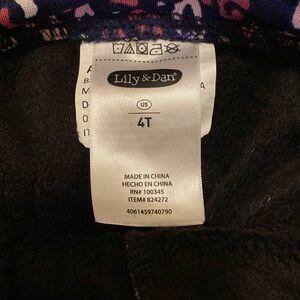 Lily & Dan
US
4T
MADE IN CHINA
HECHO EN CHINA
RN# 100345
ITEM# 824272
4061459740790